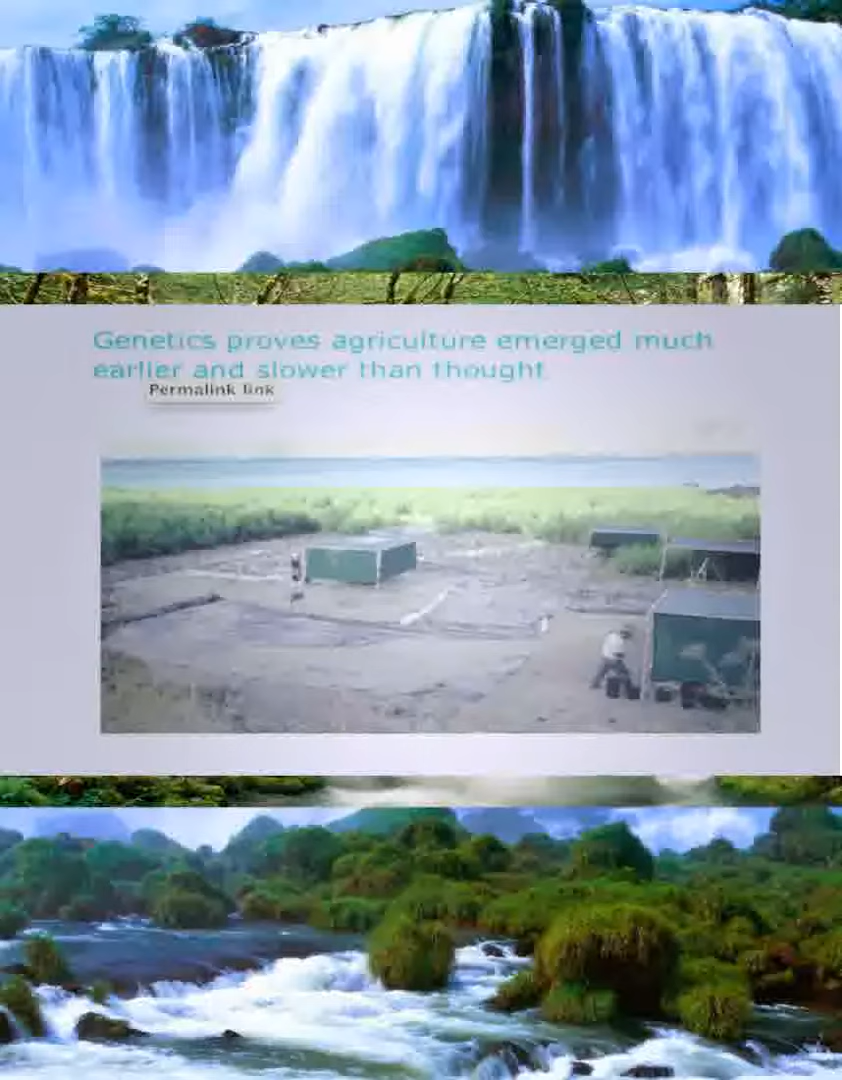 Genetics proves agriculture emerged much
earlier and slower than thought
Permalink link